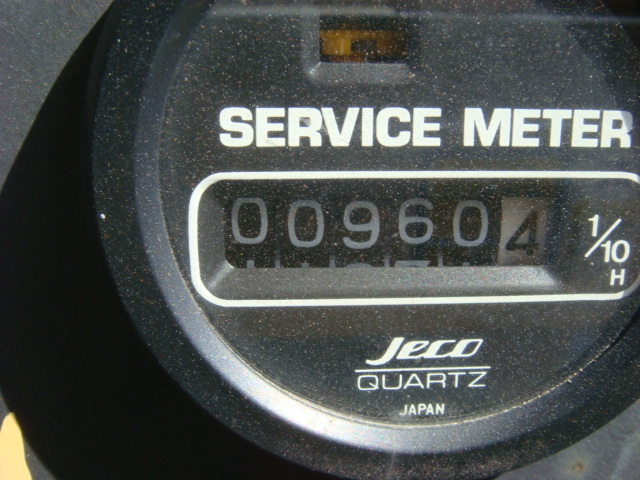 SERVICE METER
009604 1/10
H
Jeco
QUARTZ
JAPAN